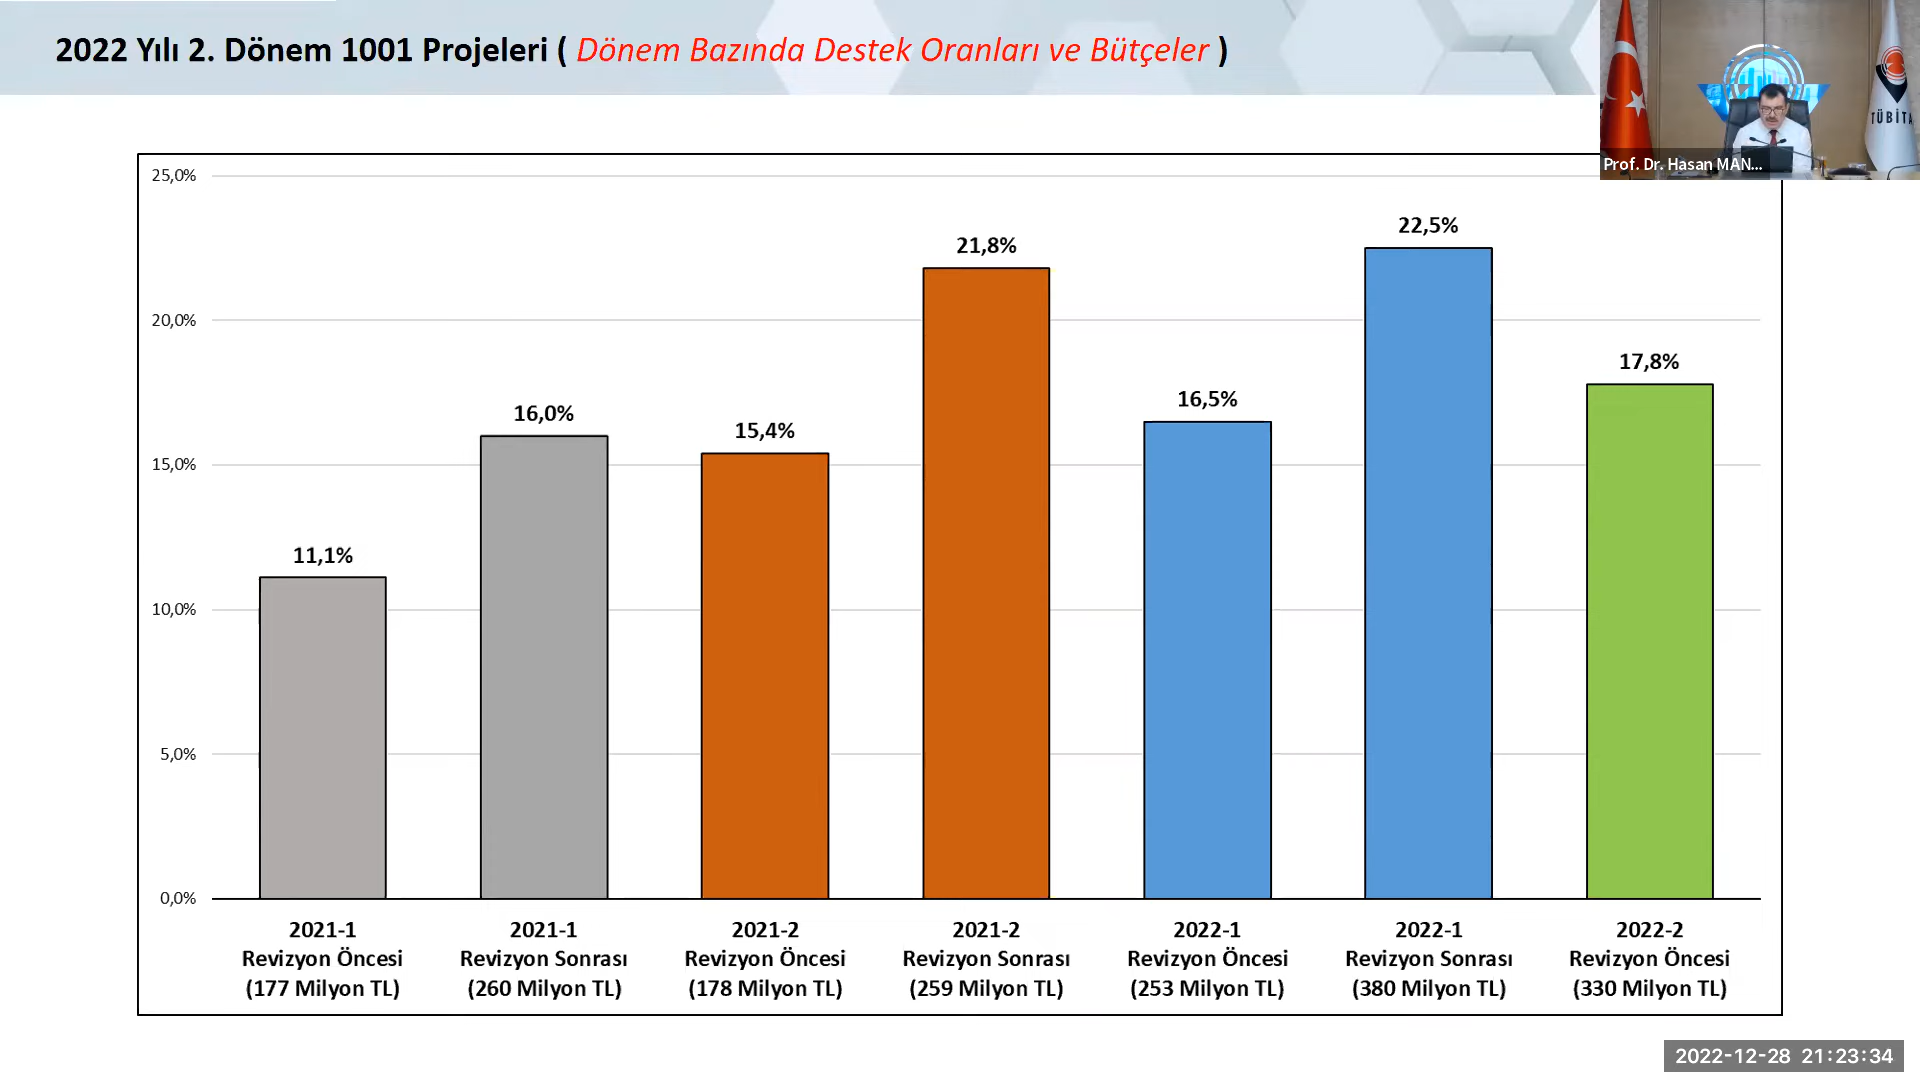 2022 Yılı 2. Dönem 1001 Projeleri ( Dönem Bazında Destek Oranları ve Bütçeler )
TÜBİTA
Prof. Dr. Hasan MAN...
25,0%
20,0%
15,0%
10,0%
5,0%
0,0%
11,1%
16,0%
15,4%
21,8%
16,5%
22,5%
17,8%
2021-1
Revizyon Öncesi
(177 Milyon TL)
2021-1
Revizyon Sonrası
(260 Milyon TL)
2021-2
Revizyon Öncesi
(178 Milyon TL)
2021-2
Revizyon Sonrası
(259 Milyon TL)
2022-1
Revizyon Öncesi
(253 Milyon TL)
2022-1
Revizyon Sonrası
(380 Milyon TL)
2022-2
Revizyon Öncesi
(330 Milyon TL)
2022-12-28 21:23:34